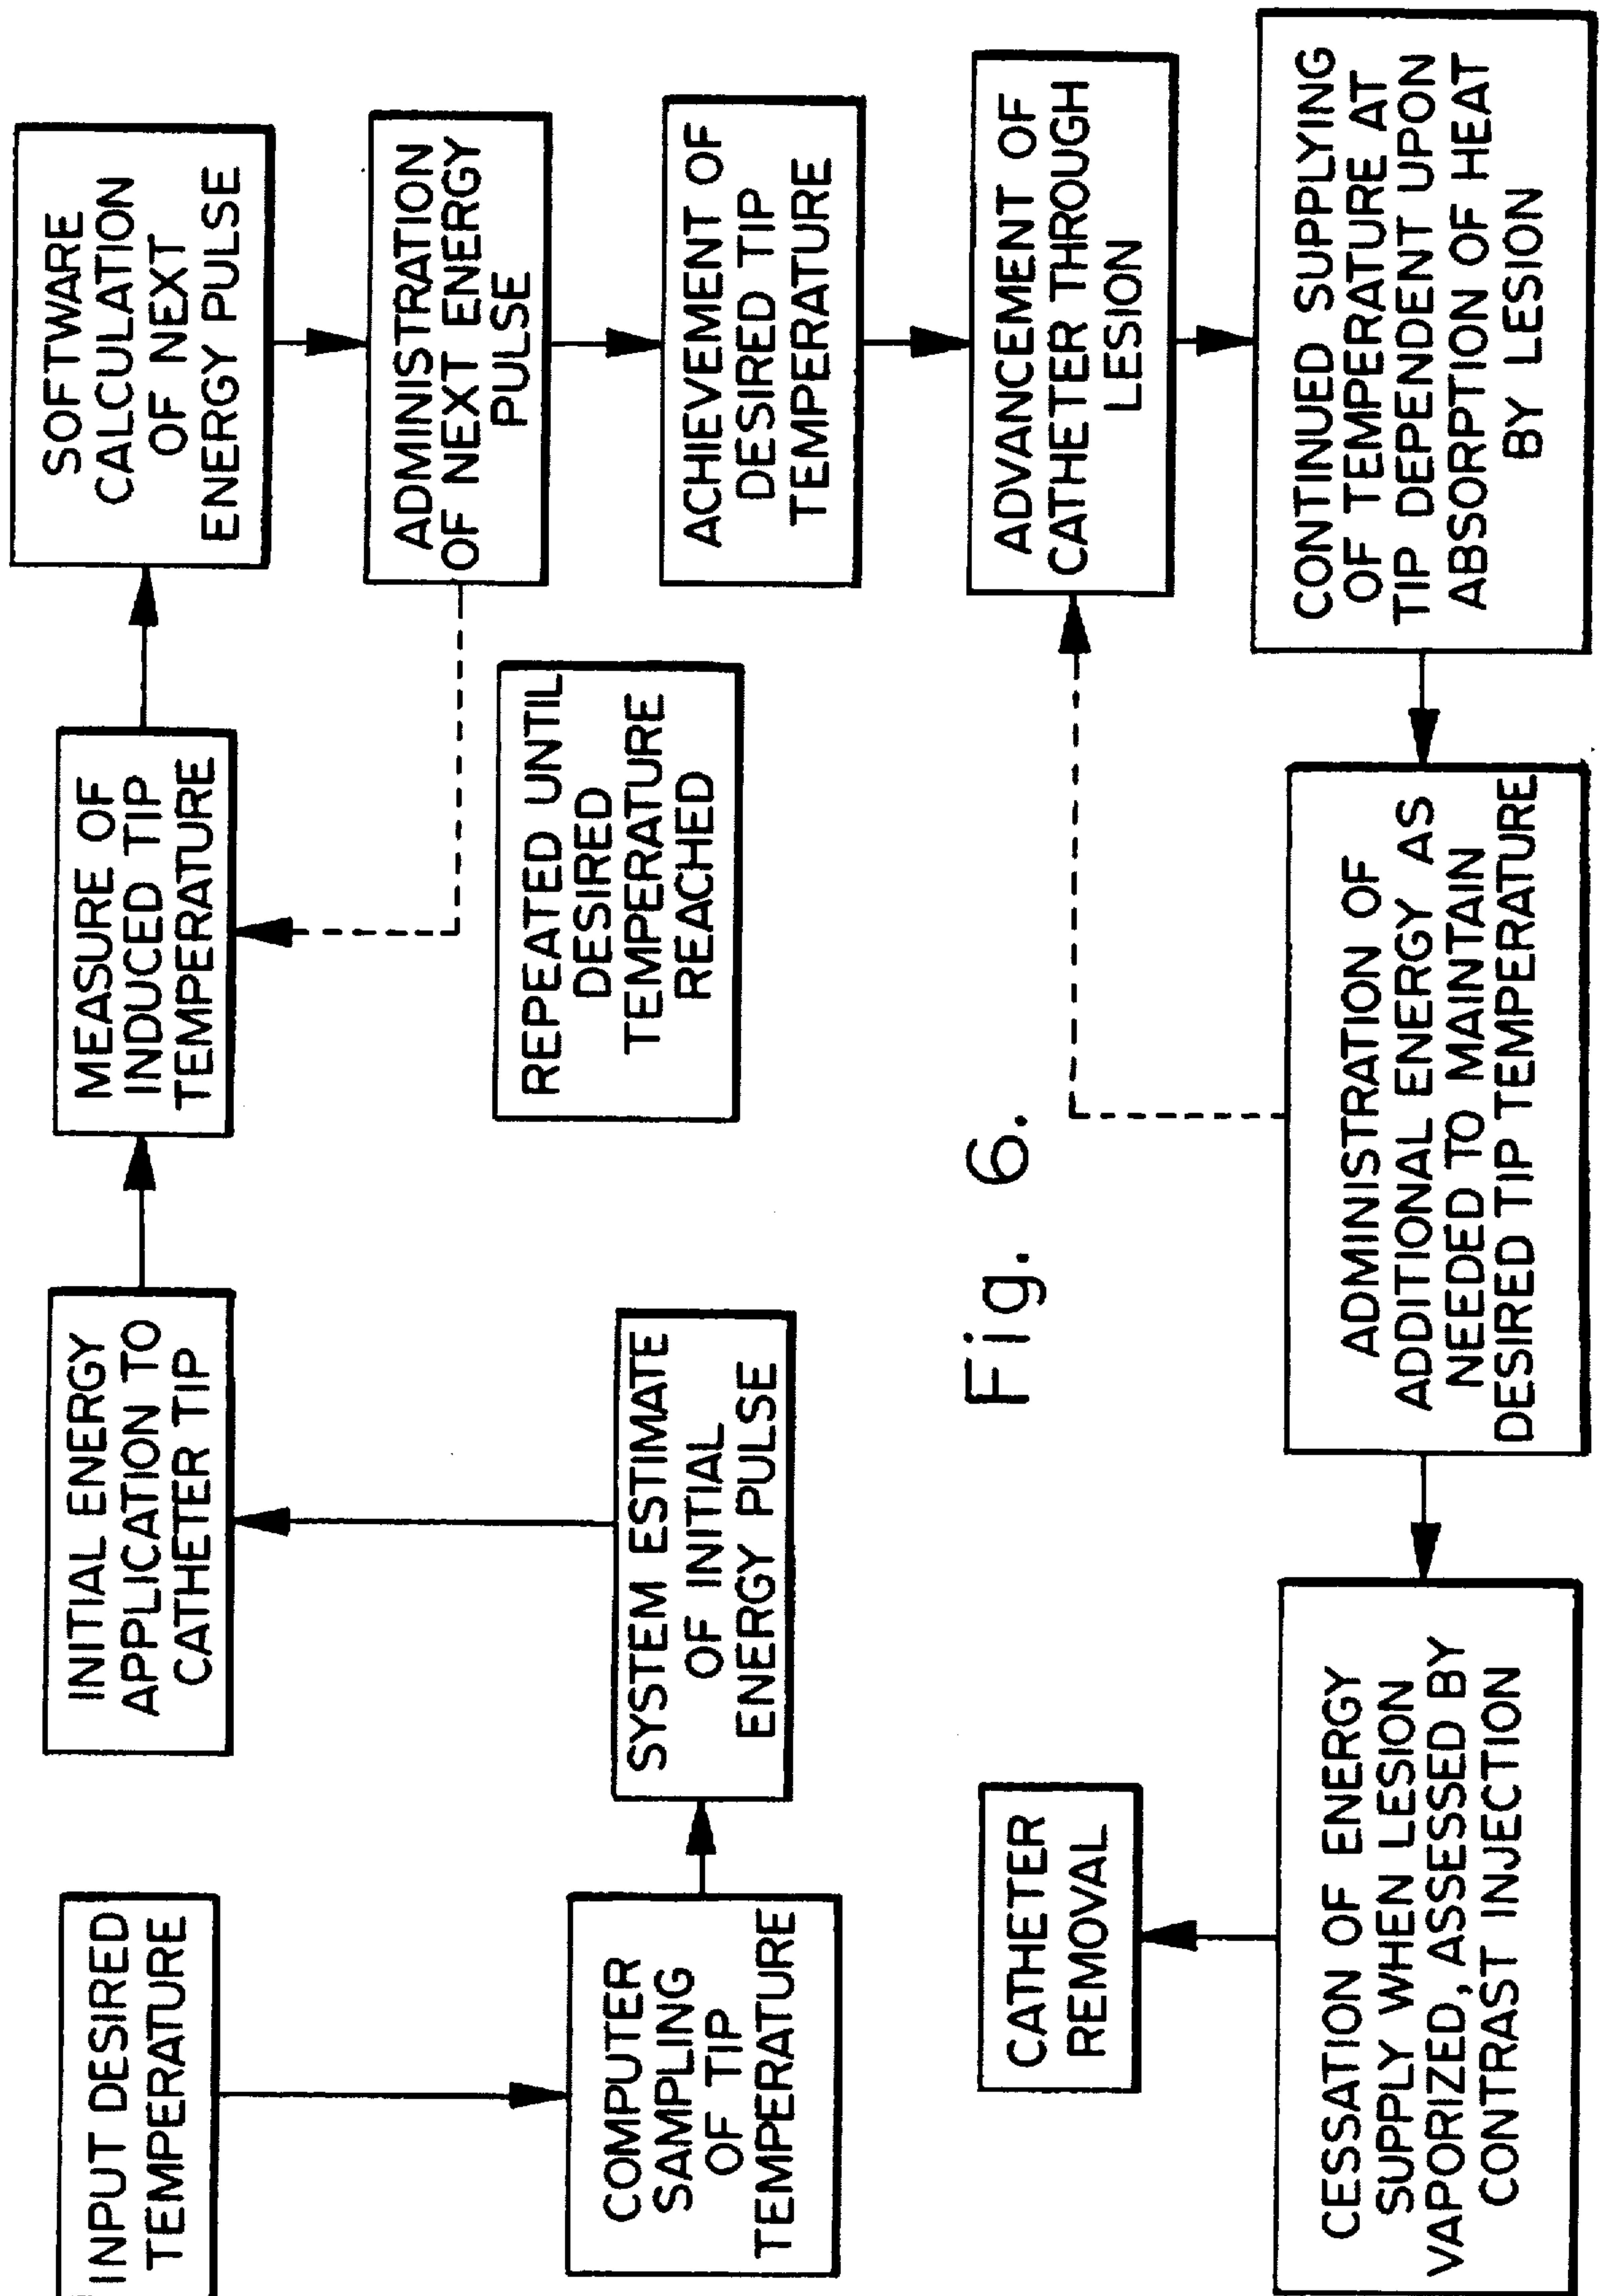 INPUT DESIRED
TEMPERATURE
COMPUTER
SAMPLING
OF TIP
TEMPERATURE
SYSTEM ESTIMATE
OF INITIAL
ENERGY PULSE
INITIAL ENERGY
APPLICATION TO
CATHETER TIP
MEASURE OF
INDUCED TIP
TEMPERATURE
SOFTWARE
CALCULATION
OF NEXT
ENERGY PULSE
ADMINISTRATION
OF NEXT ENERGY
PULSE
REPEATED UNTIL
DESIRED
TEMPERATURE
REACHED
ACHIEVEMENT OF
DESIRED TIP
TEMPERATURE
ADVANCEMENT OF
CATHETER THROUGH
LESION
CONTINUED SUPPLYING
OF TEMPERATURE AT
TIP DEPENDENT UPON
ABSORPTION OF HEAT
BY LESION
ADMINISTRATION OF
ADDITIONAL ENERGY AS
NEEDED TO MAINTAIN
DESIRED TIP TEMPERATURE
CESSATION OF ENERGY
SUPPLY WHEN LESION
VAPORIZED, ASSESSED BY
CONTRAST INJECTION
CATHETER
REMOVAL
Fig. 6.